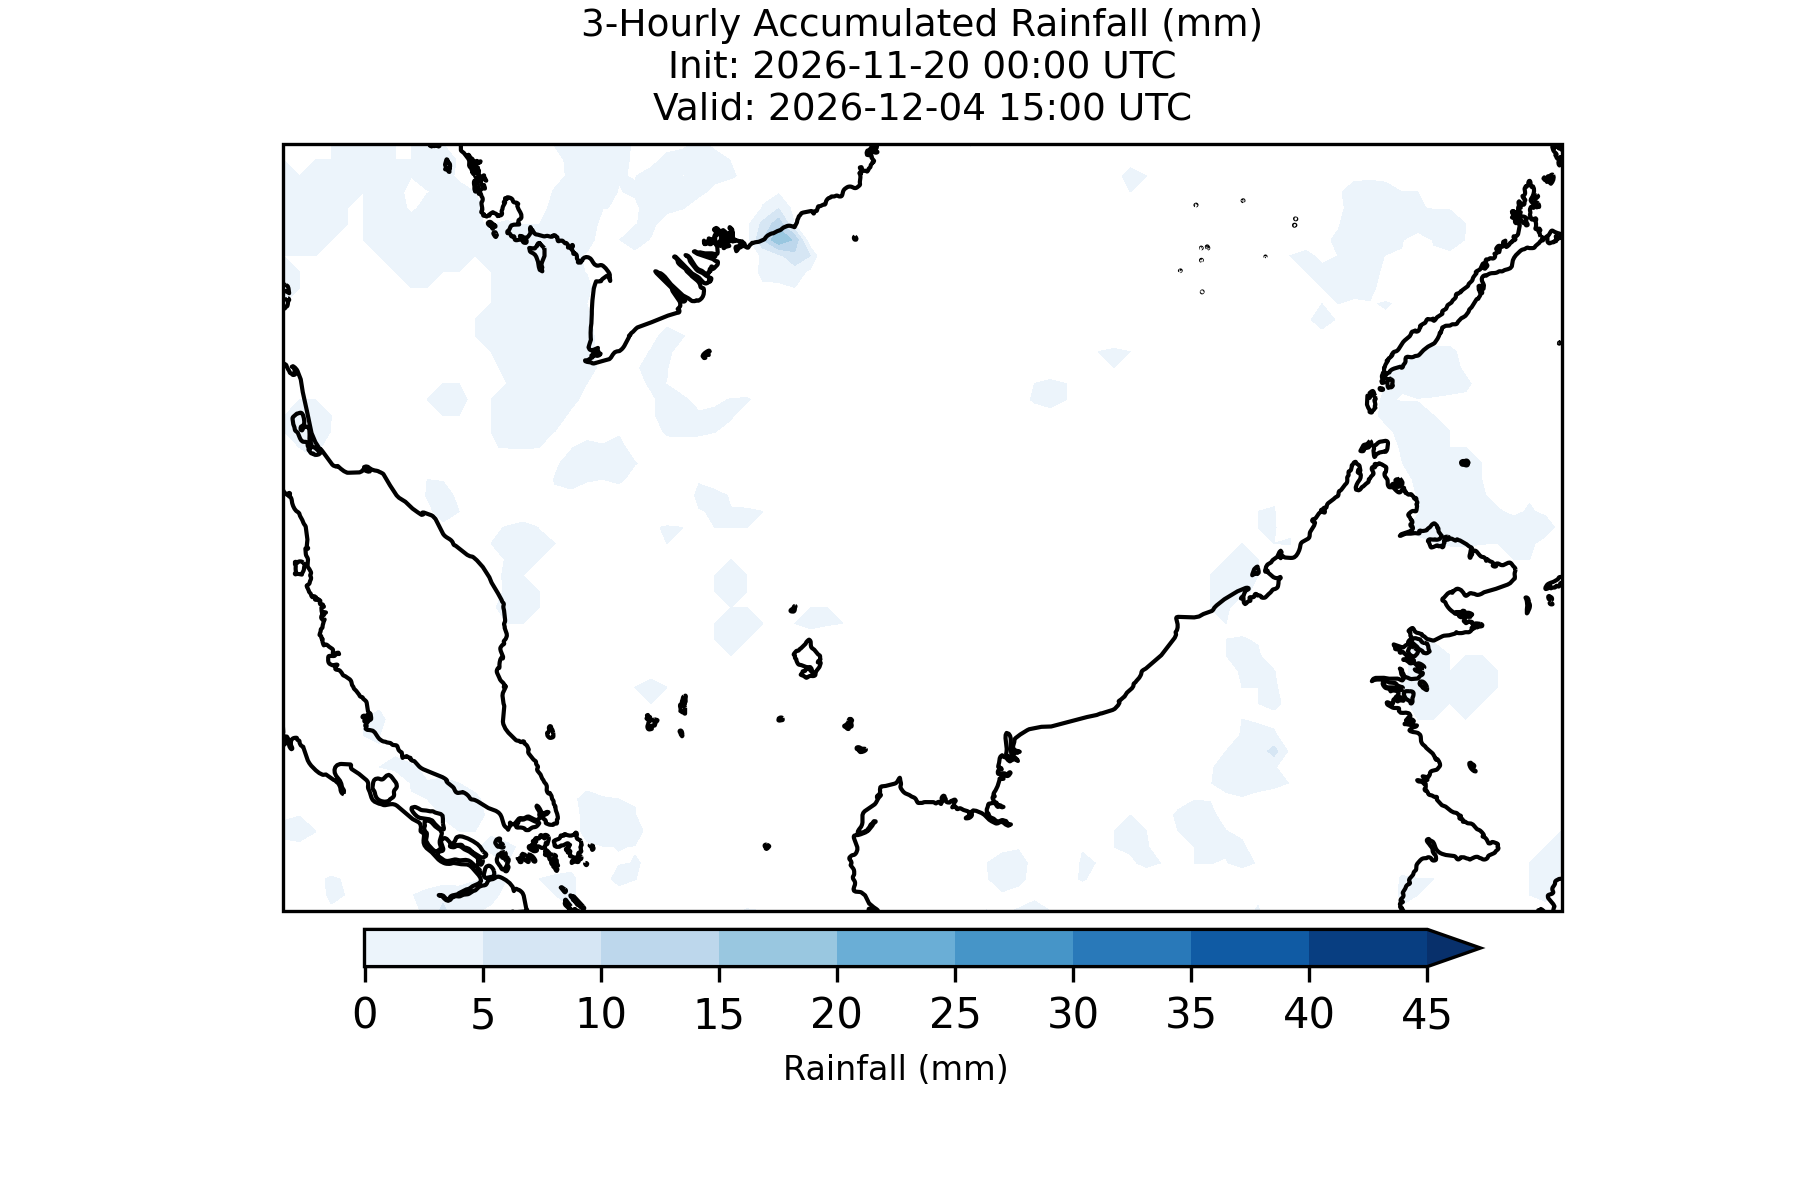 3-Hourly Accumulated Rainfall (mm)
Init: 2026-11-20 00:00 UTC
Valid: 2026-12-04 15:00 UTC
0 5 10 15 20 25 30 35 40 45
Rainfall (mm)